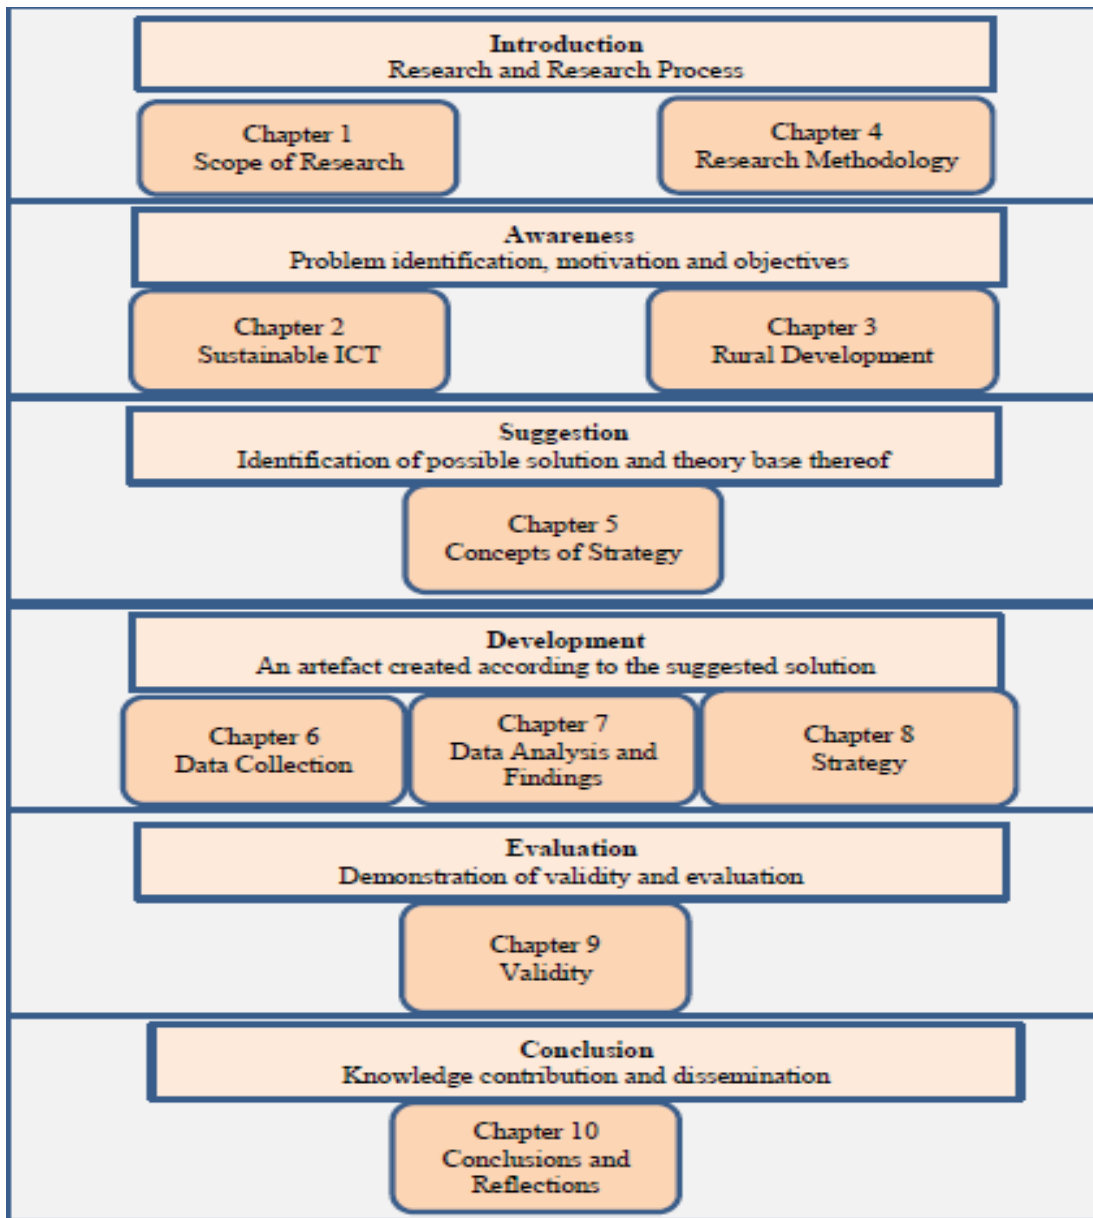 Introduction
Research and Research Process
Chapter 1
Scope of Research
Chapter 4
Research Methodology
Awareness
Problem identification, motivation and objectives
Chapter 2
Sustainable ICT
Chapter 3
Rural Development
Suggestion
Identification of possible solution and theory base thereof
Chapter 5
Concepts of Strategy
Development
An artefact created according to the suggested solution
Chapter 6
Data Collection
Chapter 7
Data Analysis and
Findings
Chapter 8
Strategy
Evaluation
Demonstration of validity and evaluation
Chapter 9
Validity
Conclusion
Knowledge contribution and dissemination
Chapter 10
Conclusions and
Reflections